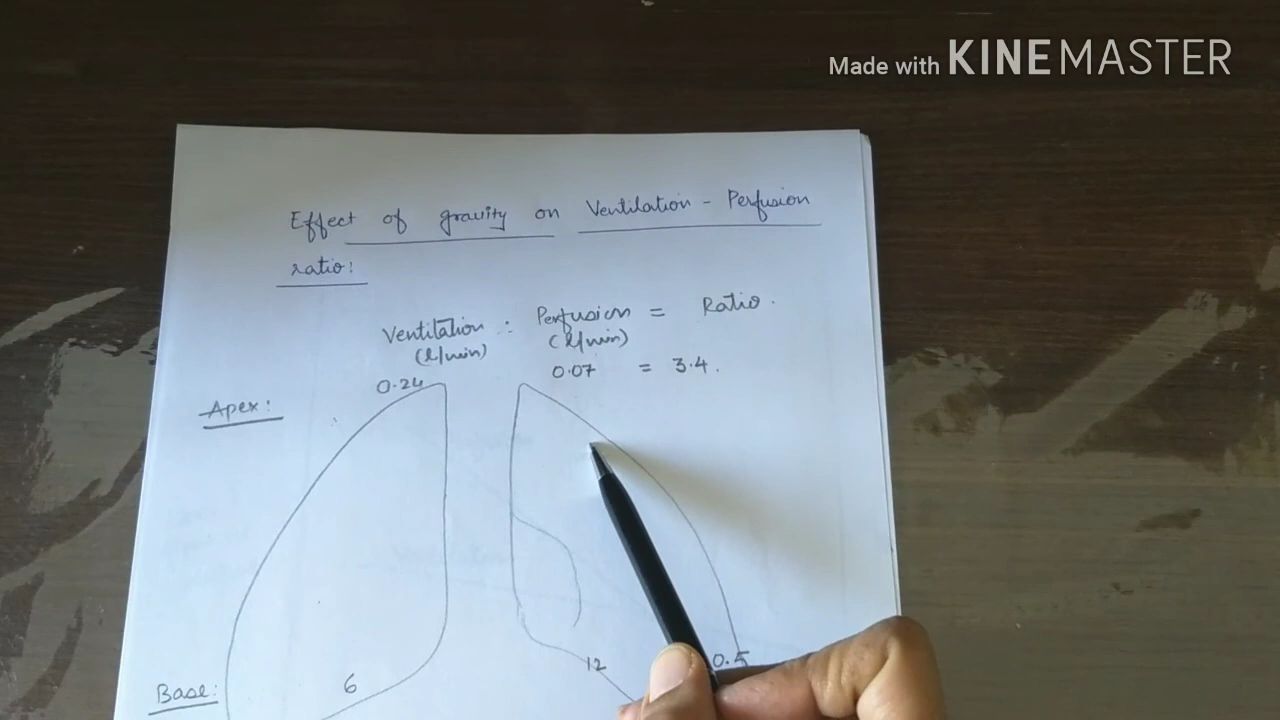 Made with KINEMASTER
Effect of gravity on Ventilation - Perfusion
ratio:
Ventilation : Perfusion = Ratio.
(l/min) (l/min)
0.24 0.07 = 3.4.
Apex:
Base: 6 12 0.5